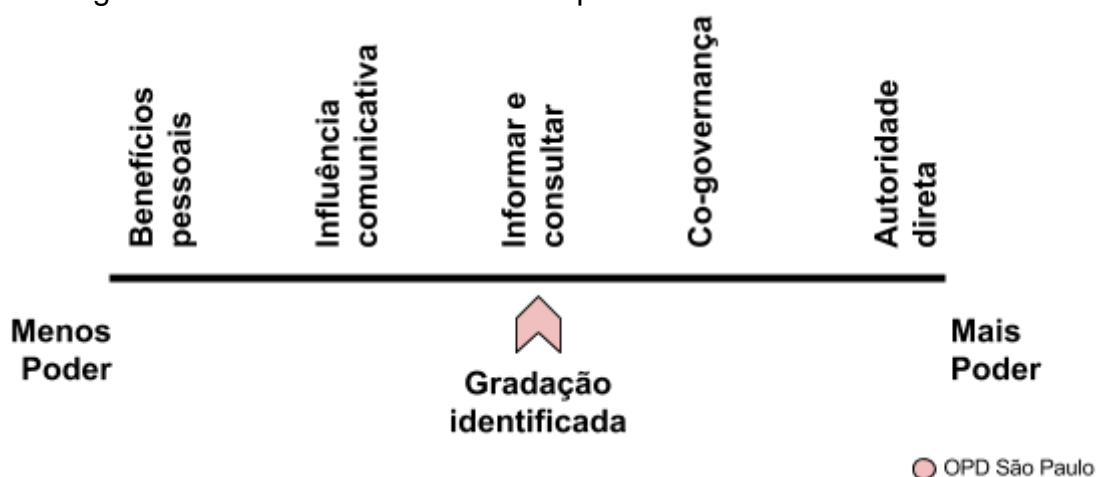 Benefícios
pessoais
Influência
comunicativa
Informar e
consultar
Co-governança
Autoridade
direta
Menos
Poder
Mais
Poder
Gradação
identificada
OPD São Paulo